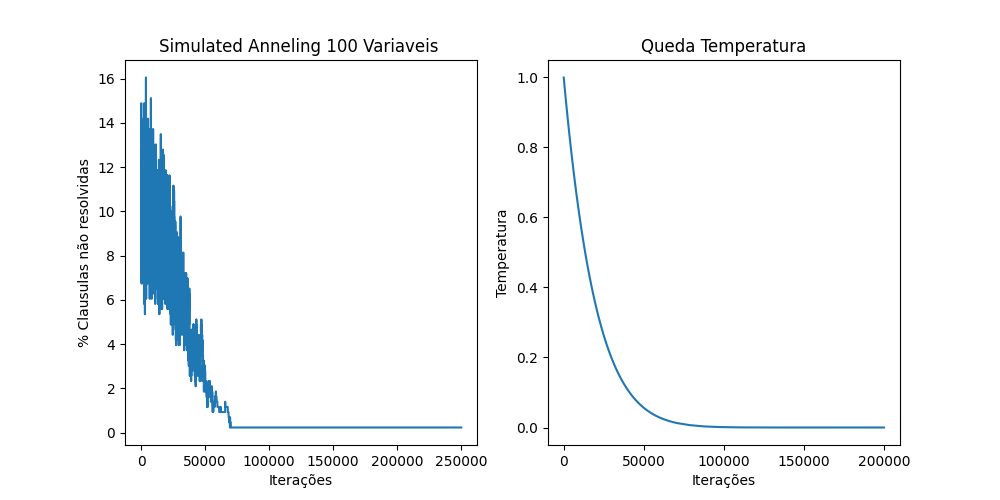 Simulated Anneling 100 Variaveis
% Clausulas não resolvidas
16
14
12
10
8
6
4
2
0
0 50000 100000 150000 200000 250000
Iterações
Queda Temperatura
Temperatura
1.0
0.8
0.6
0.4
0.2
0.0
0 50000 100000 150000 200000
Iterações